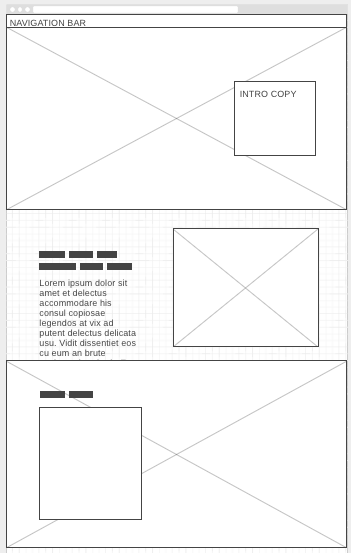 NAVIGATION BAR
INTRO COPY
Lorem ipsum dolor sit
amet et delectus
accommodare his
consul copiosae
legendos at vix ad
putent delectus delicata
usu. Vidit dissentiet eos
cu eum an brute